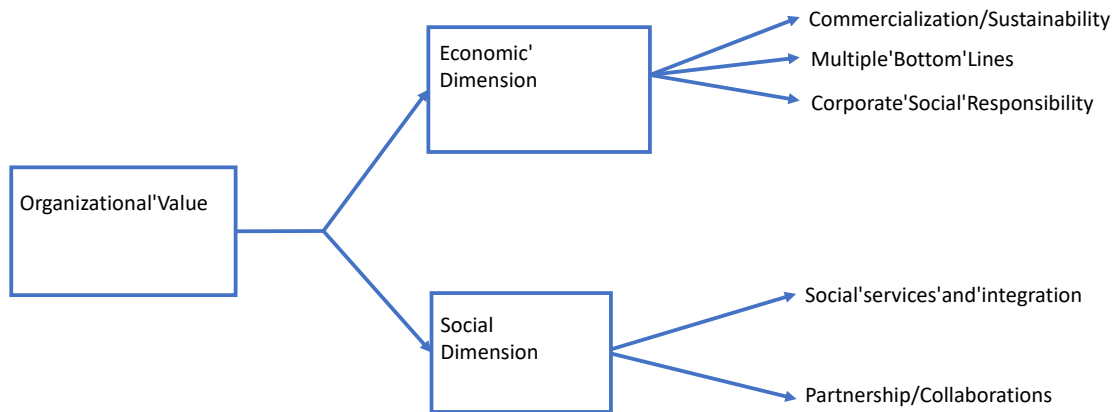 Organizational'Value
Economic'
Dimension
Commercialization/Sustainability
Multiple'Bottom'Lines
Corporate'Social'Responsibility
Social
Dimension
Social'services'and'integration
Partnership/Collaborations